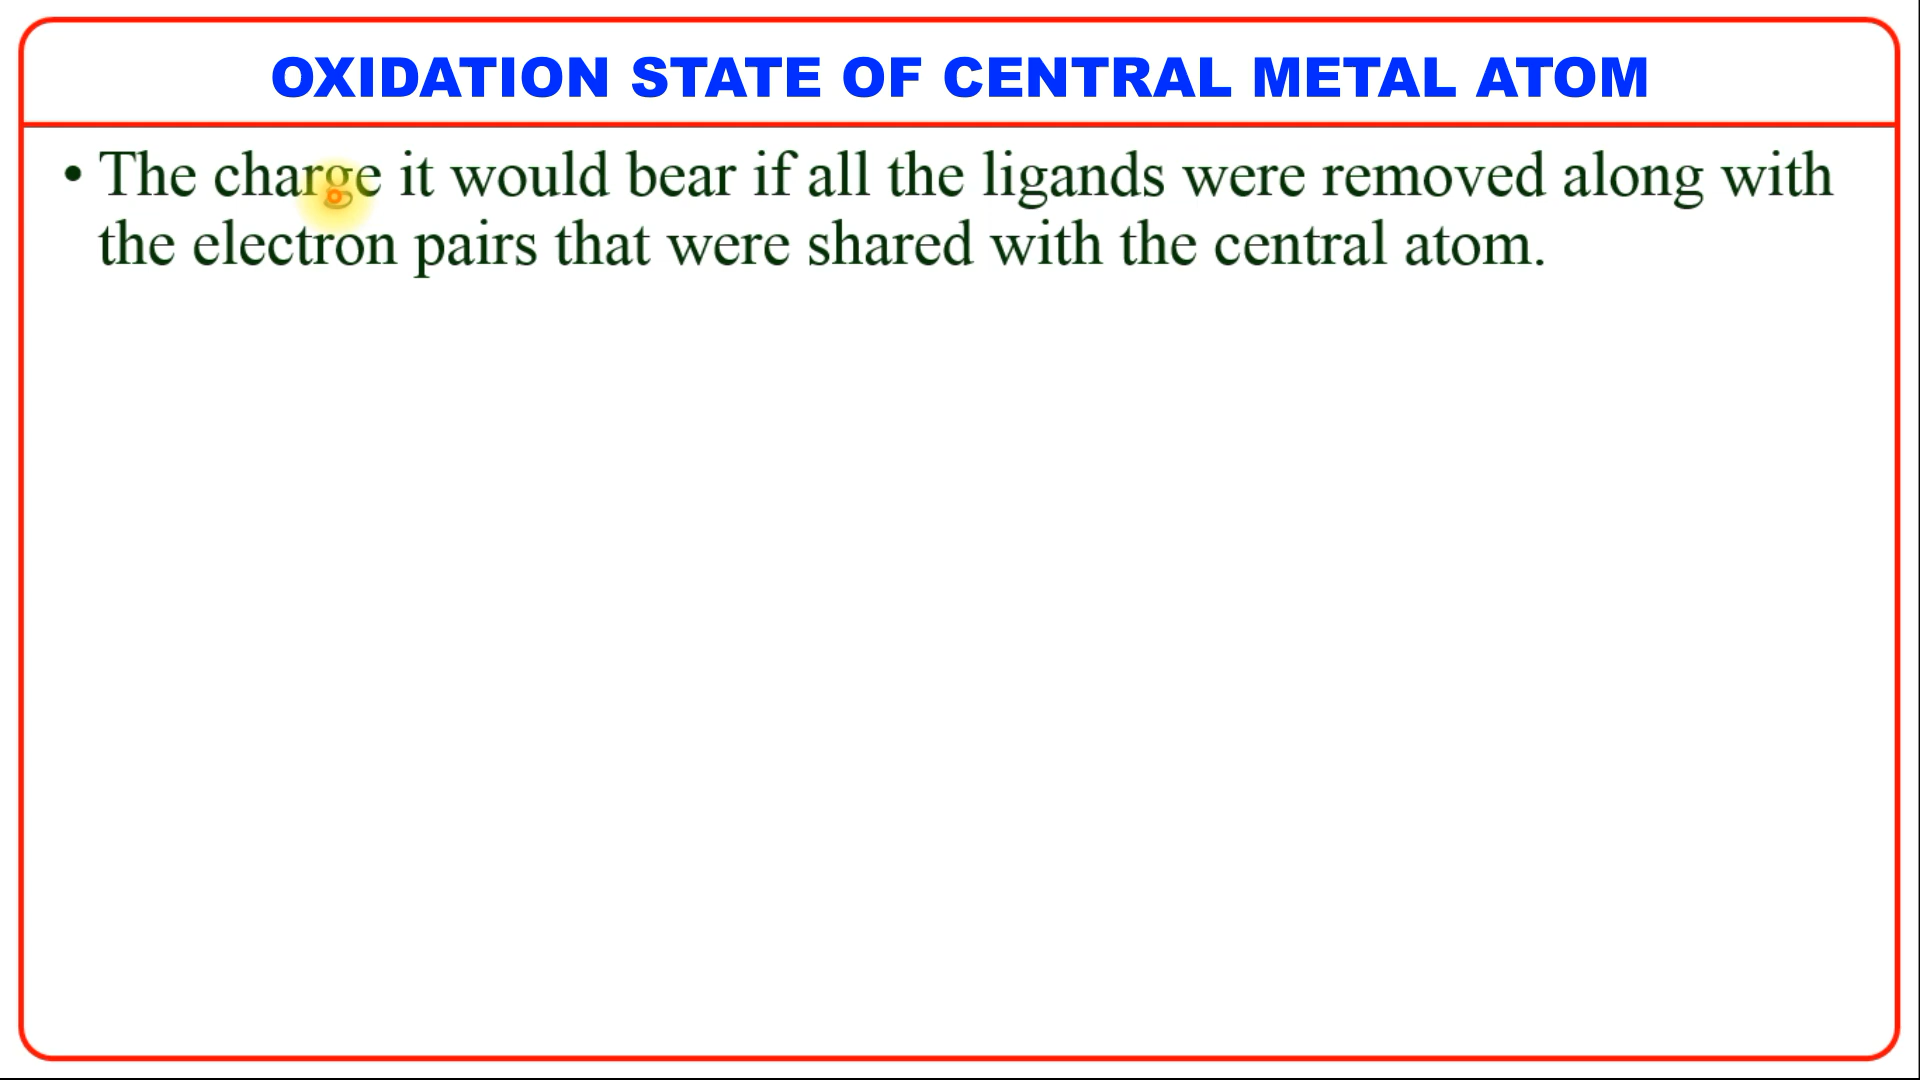 OXIDATION STATE OF CENTRAL METAL ATOM
• The charge it would bear if all the ligands were removed along with
the electron pairs that were shared with the central atom.